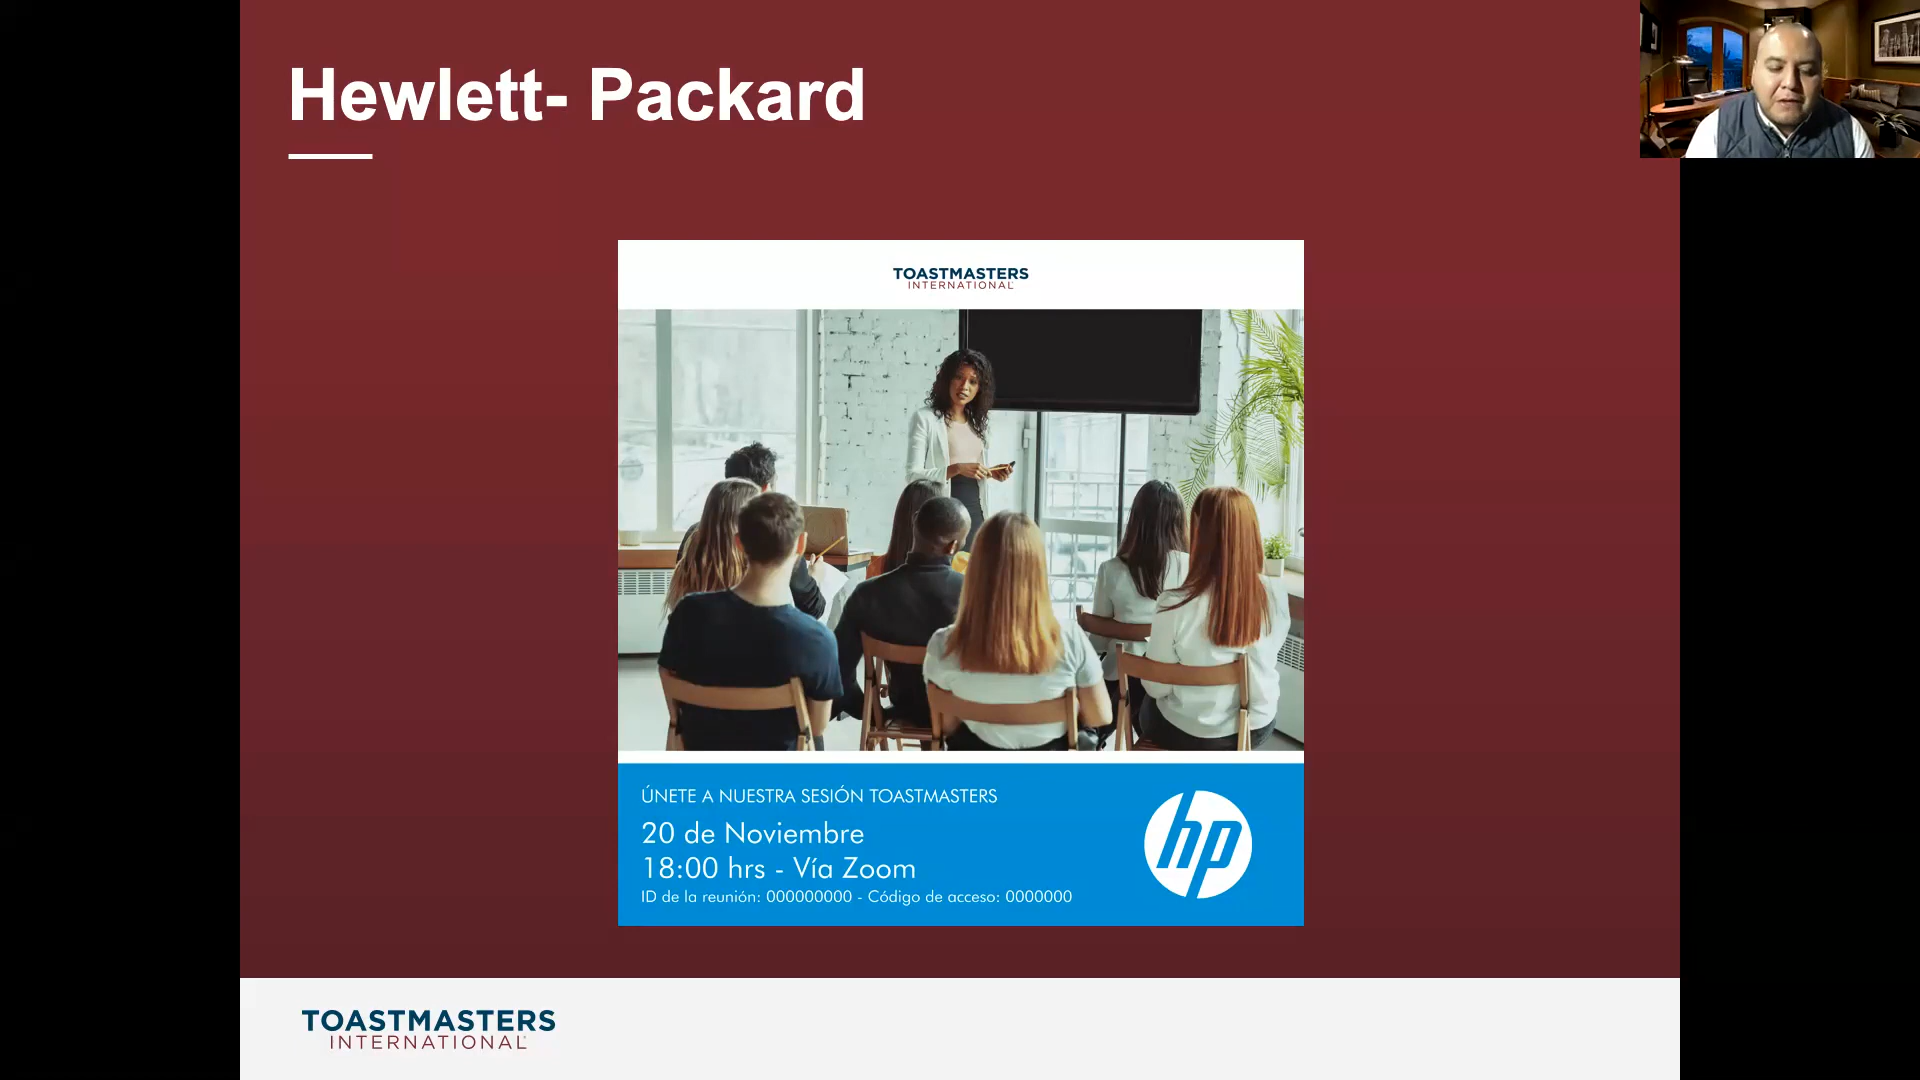 Hewlett- Packard
TOASTMASTERS
INTERNATIONAL
ÚNETE A NUESTRA SESIÓN TOASTMASTERS
20 de Noviembre
18:00 hrs - Vía Zoom
ID de la reunión: 000000000 - Código de acceso: 0000000
hp
TOASTMASTERS
INTERNATIONAL